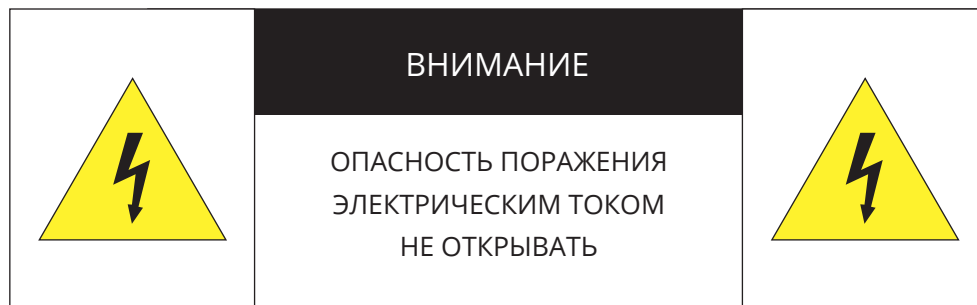 ВНИМАНИЕ
ОПАСНОСТЬ ПОРАЖЕНИЯ
ЭЛЕКТРИЧЕСКИМ ТОКОМ
НЕ ОТКРЫВАТЬ